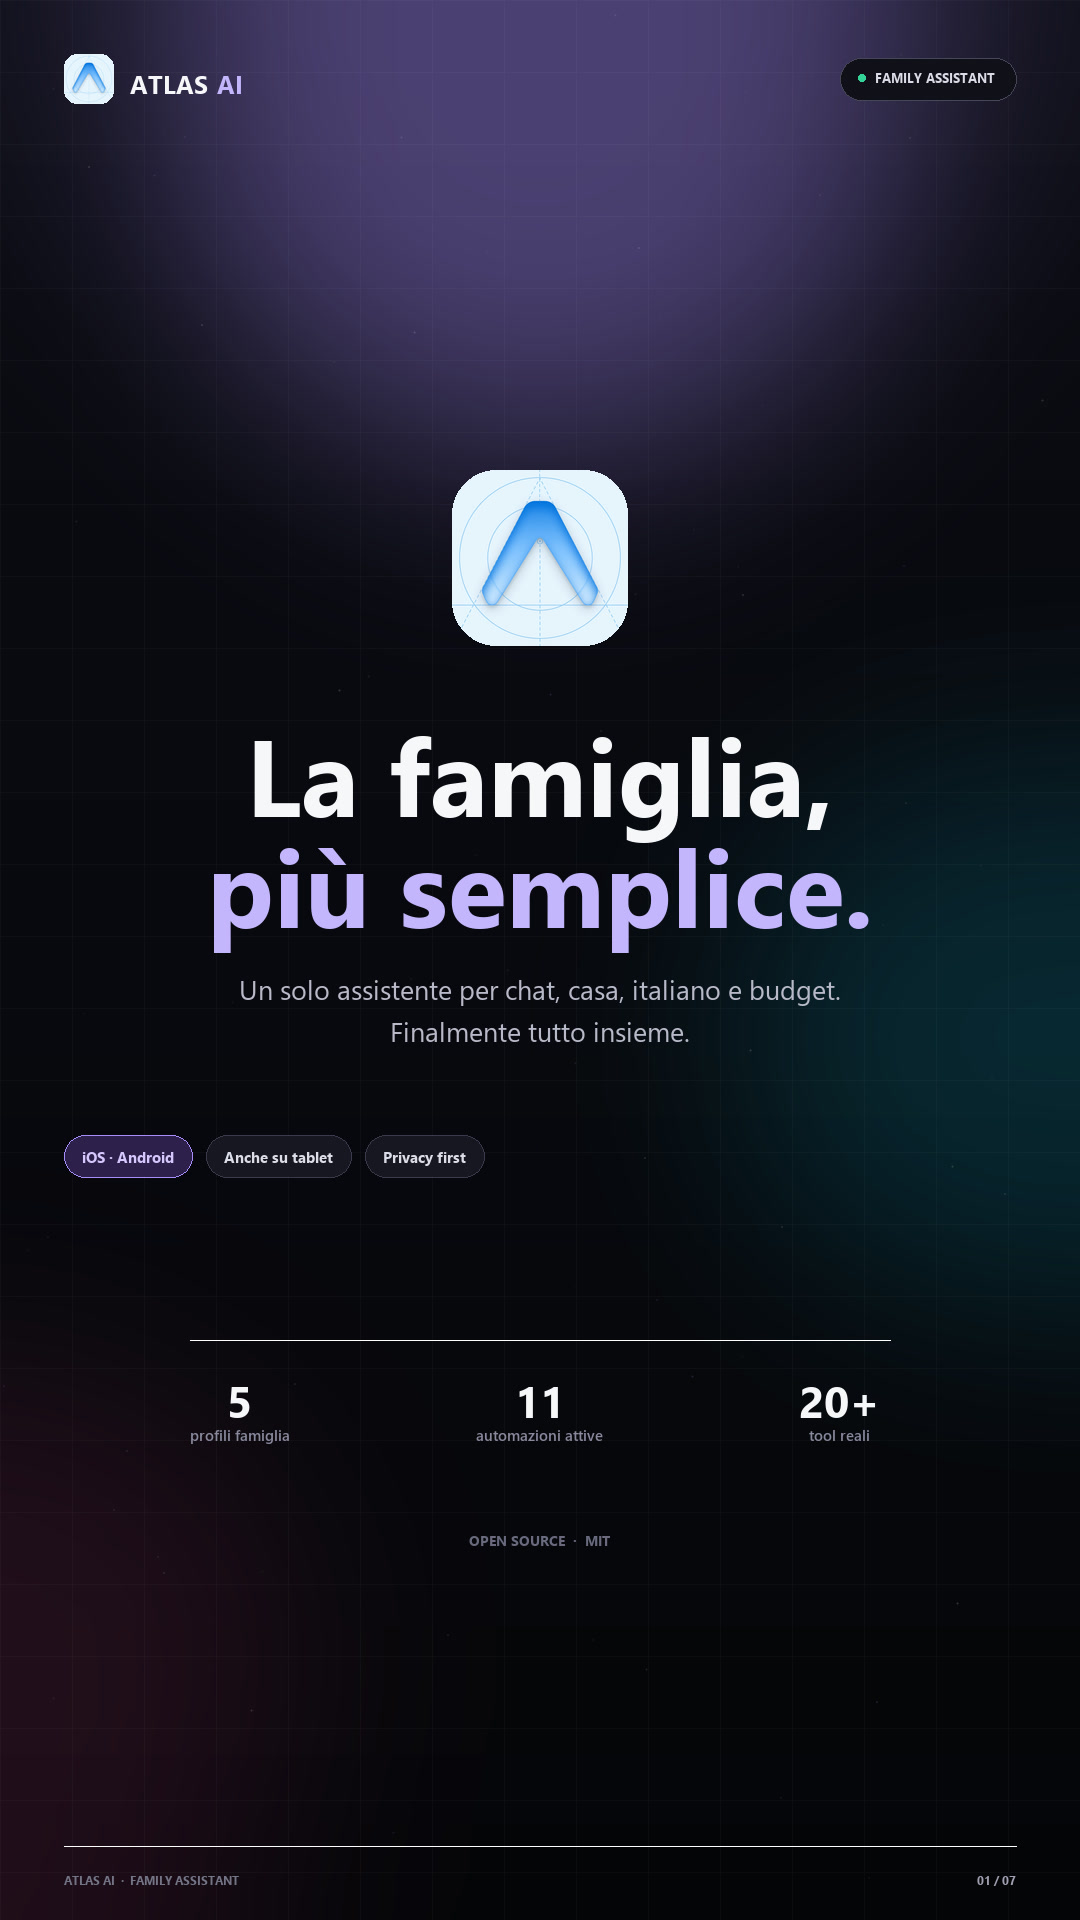 ATLAS AI
FAMILY ASSISTANT
La famiglia,
più semplice.
Un solo assistente per chat, casa, italiano e budget.
Finalmente tutto insieme.
iOS · Android
Anche su tablet
Privacy first
5
profili famiglia
11
automazioni attive
20+
tool reali
OPEN SOURCE · MIT
ATLAS AI · FAMILY ASSISTANT
01 / 07